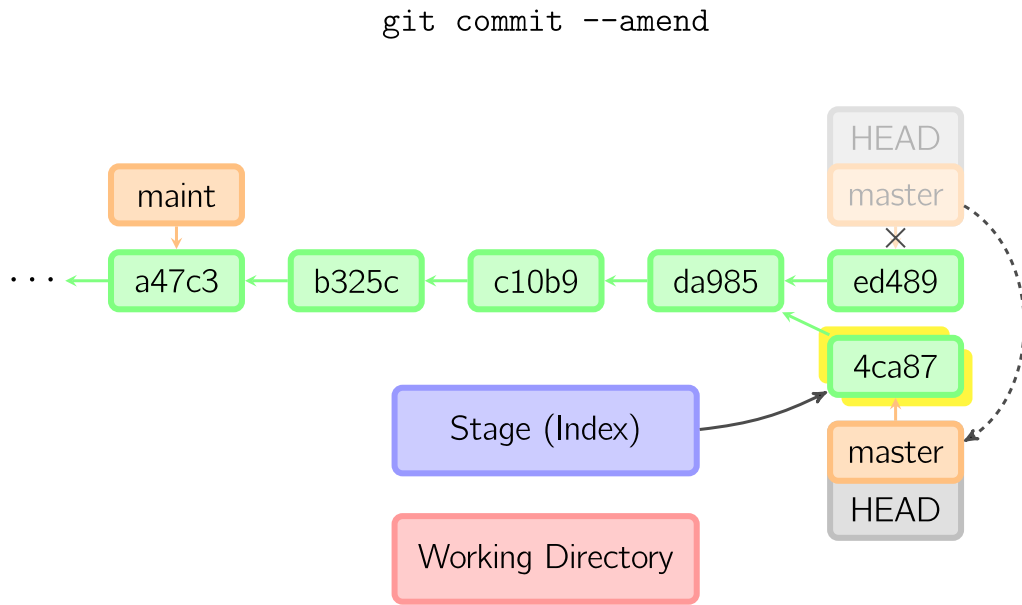 git commit --amend
HEAD
maint
master
... a47c3 b325c c10b9 da985 ed489
4ca87
Stage (Index)
master
HEAD
Working Directory